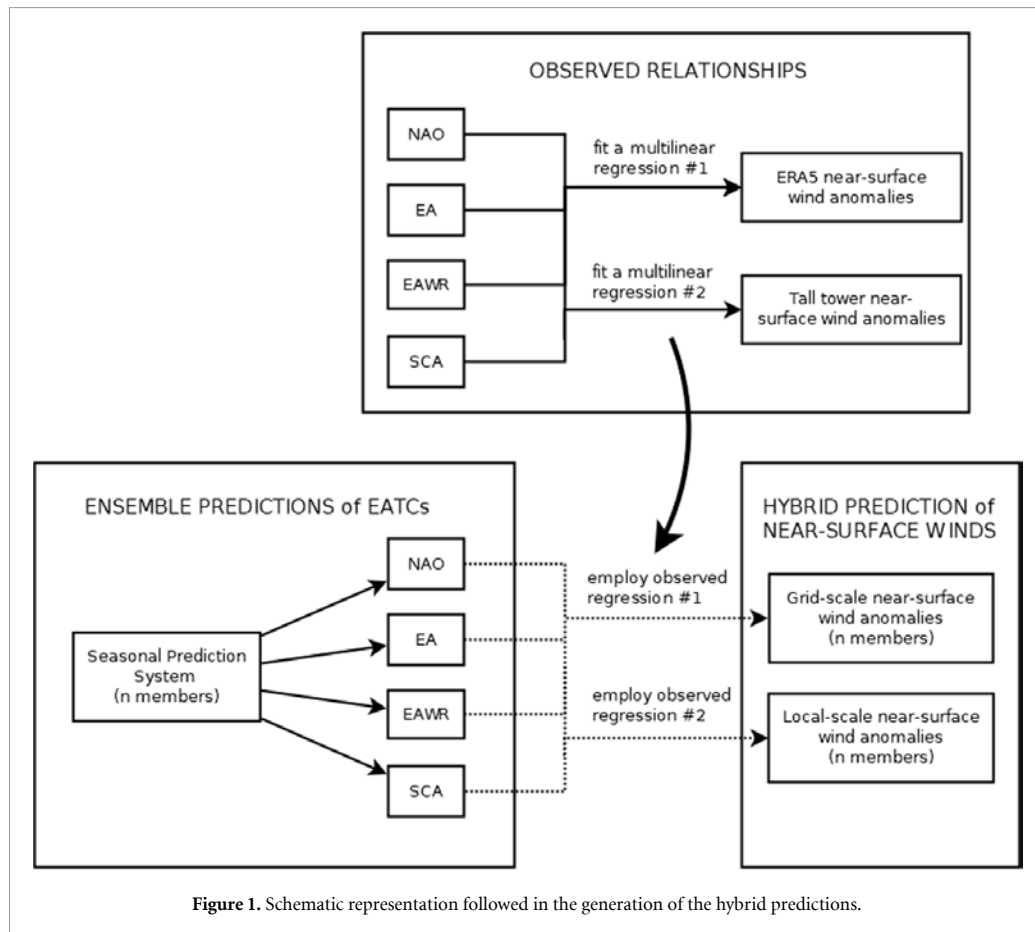 OBSERVED RELATIONSHIPS
NAO
EA
EAWR
SCA
fit a multilinear
regression #1
fit a multilinear
regression #2
ERA5 near-surface
wind anomalies
Tall tower near-
surface wind anomalies
ENSEMBLE PREDICTIONS of EATCs
Seasonal Prediction
System
(n members)
NAO
EA
EAWR
SCA
employ observed
regression #1
employ observed
regression #2
HYBRID PREDICTION of
NEAR-SURFACE WINDS
Grid-scale near-surface
wind anomalies
(n members)
Local-scale near-surface
wind anomalies
(n members)
Figure 1. Schematic representation followed in the generation of the hybrid predictions.